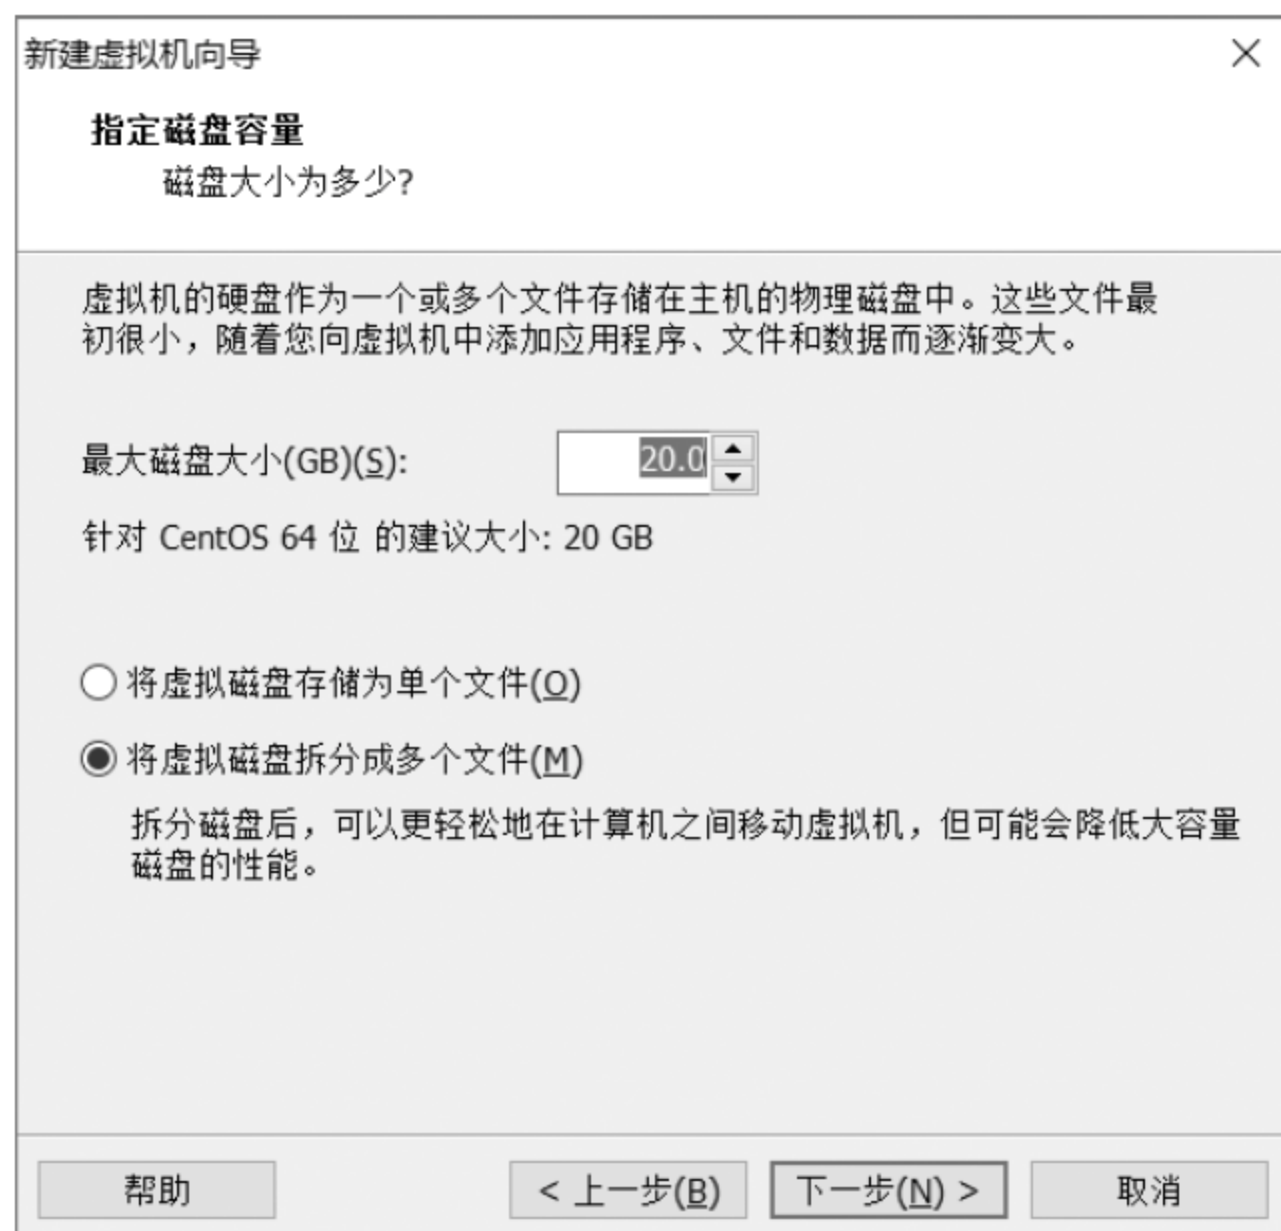 新建虚拟机向导
指定磁盘容量
磁盘大小为多少?
虚拟机的硬盘作为一个或多个文件存储在主机的物理磁盘中。这些文件最
初很小，随着您向虚拟机中添加应用程序、文件和数据而逐渐变大。
最大磁盘大小(GB)(S): 20.0
针对 CentOS 64 位 的建议大小: 20 GB
将虚拟磁盘存储为单个文件(O)
将虚拟磁盘拆分成多个文件(M)
拆分磁盘后，可以更轻松地在计算机之间移动虚拟机，但可能会降低大容量
磁盘的性能。
帮助 < 上一步(B) 下一步(N) > 取消